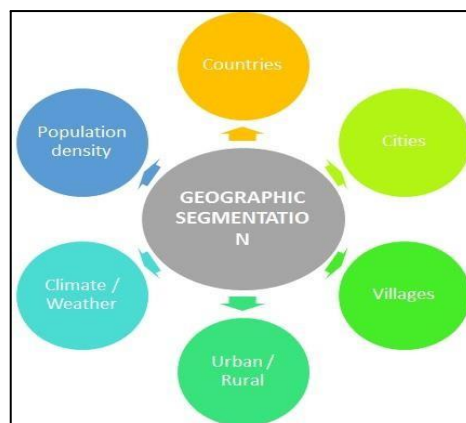 Countries
Population
density
Cities
GEOGRAPHIC
SEGMENTATIO
N
Climate /
Weather
Villages
Urban /
Rural